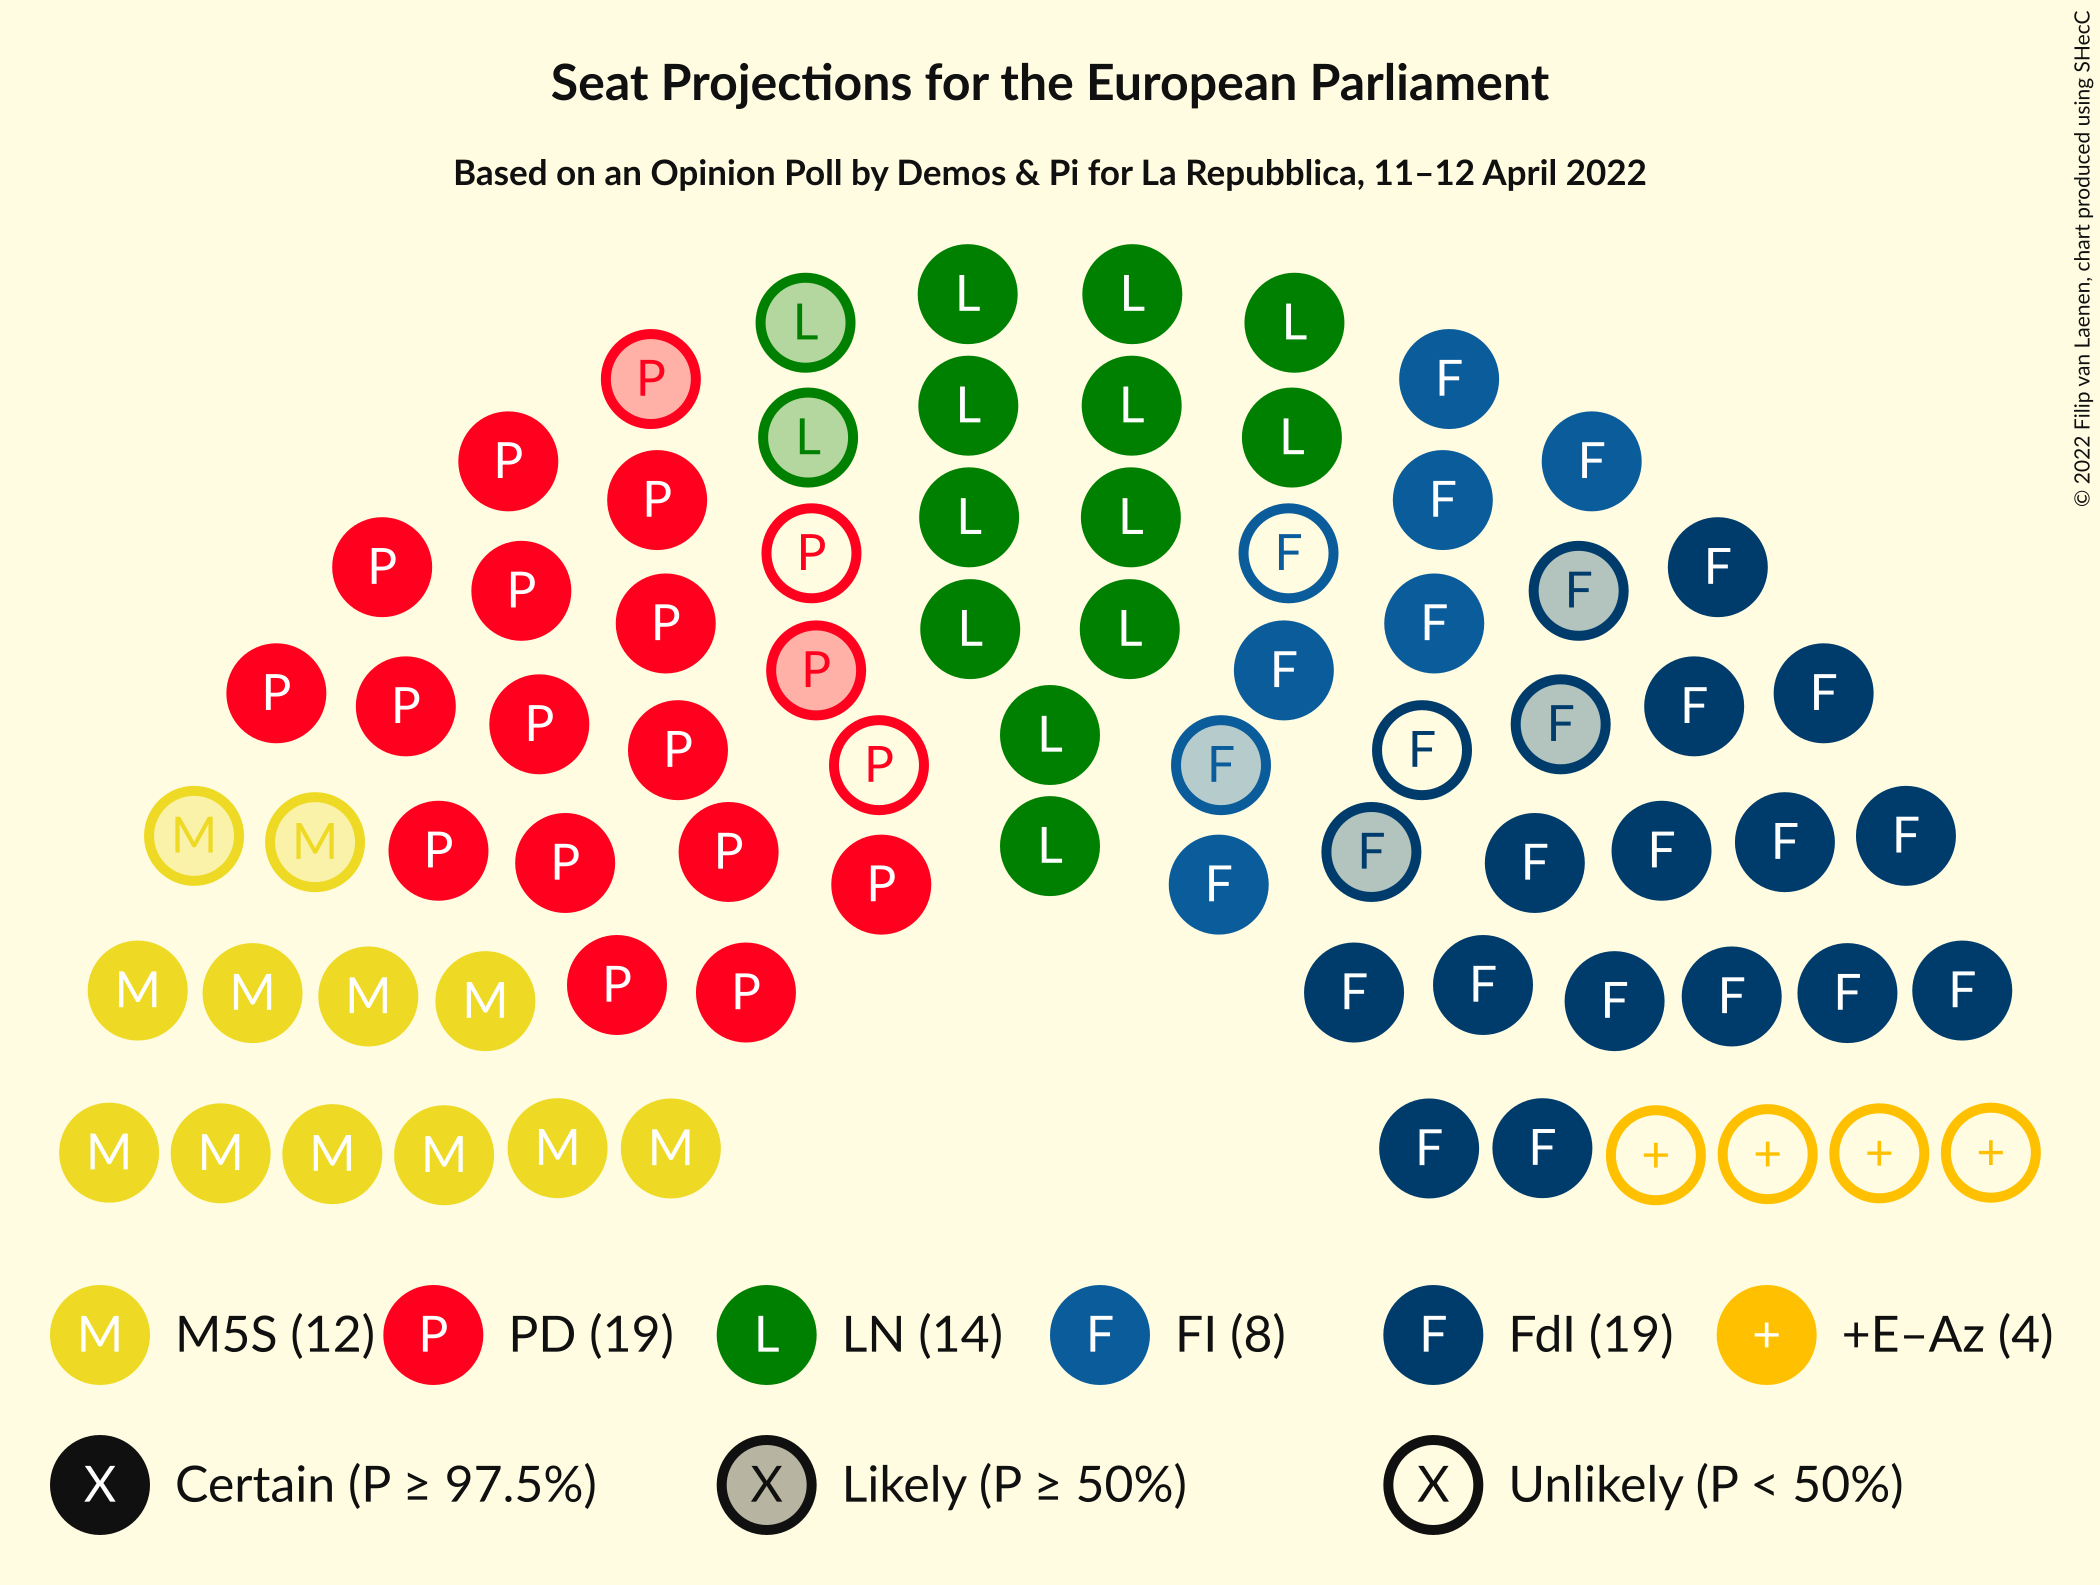 Seat Projections for the European Parliament
Based on an Opinion Poll by Demos & Pi for La Repubblica, 11–12 April 2022
© 2022 Filip van Laenen, chart produced using SHecC
L L
L L
P F
L L
L L
P F
P P F F
L L
P F
P F
P P F F
P F
L L
P P F F
P P F F
P P F F
L
P F
M M F F
L
P P F F
P P F F
P F
M M M M P P F F F F F F
M M M M M M F F + + + +
M M5S (12) P PD (19) L LN (14) F FI (8) F FdI (19) + +E–Az (4)
X Certain (P ≥ 97.5%) X Likely (P ≥ 50%) X Unlikely (P < 50%)